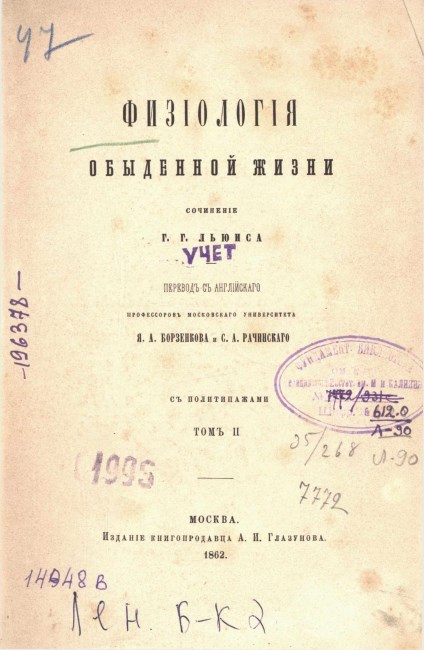 47
ФИЗІОЛОГІЯ
ОБЫДЕННОЙ ЖИЗНИ
СОЧИНЕНІЕ
Г. Г. ЛЬЮИСА
УЧЕТ
ПЕРЕВОДЪ СЪ АНГЛІЙСКАГО
ПРОФЕССОРОВЪ МОСКОВСКАГО УНИВЕРСИТЕТА
Я. А. БОРЗЕНКОВА и С. А. РАЧИНСКАГО
—196378—
СЪ ПОЛИТИПАЖАМИ
612.0
Л-90
ТОМЪ II
35/268 Л-90
1995
7772
МОСКВА.
Изданіе книгопродавца А. И. Глазунова.
1862.
14948 В
Лен. Б-ка